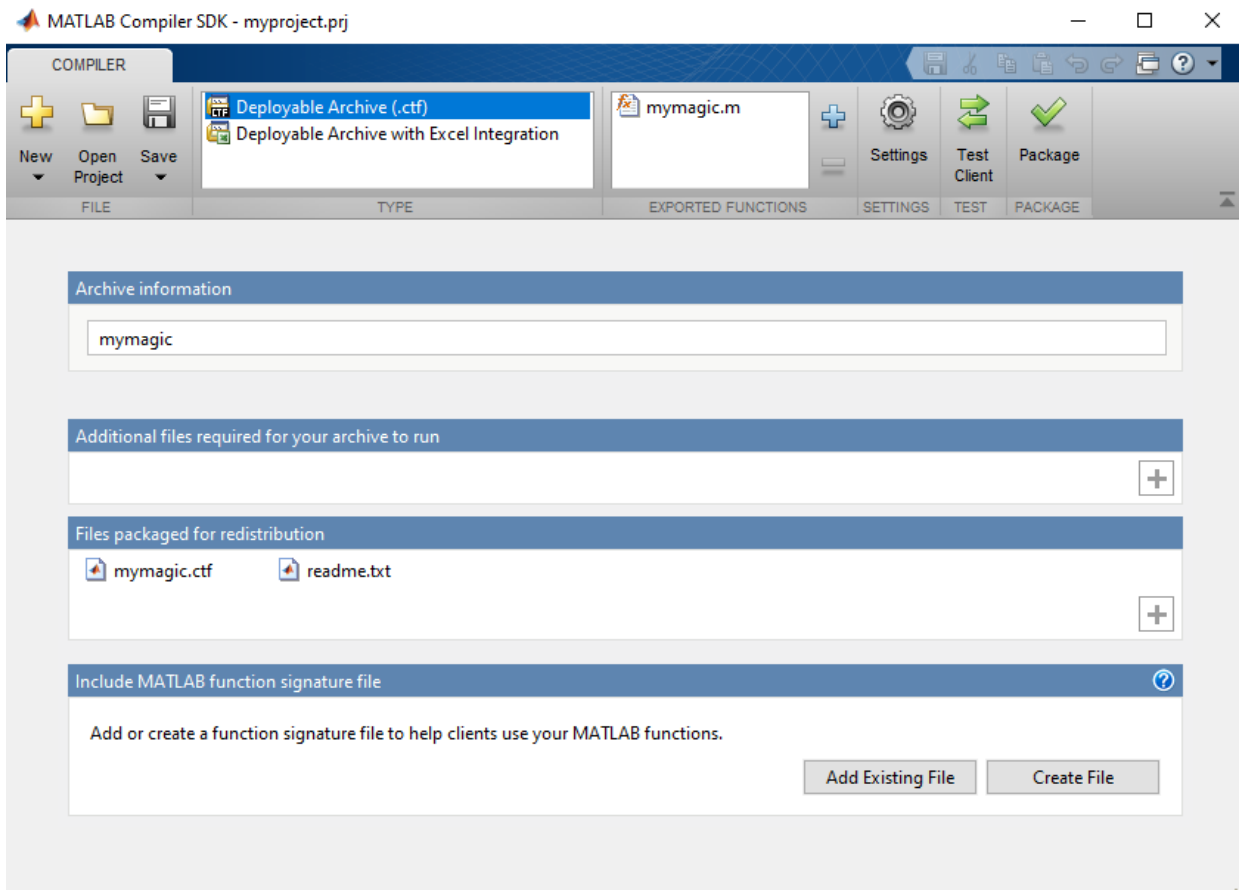 MATLAB Compiler SDK - myproject.prj
COMPILER
New
Open
Project
Save
FILE
Deployable Archive (.ctf)
Deployable Archive with Excel Integration
TYPE
mymagic.m
EXPORTED FUNCTIONS
Settings
SETTINGS
Test
Client
TEST
Package
PACKAGE
Archive information
mymagic
Additional files required for your archive to run
Files packaged for redistribution
mymagic.ctf readme.txt
Include MATLAB function signature file
Add or create a function signature file to help clients use your MATLAB functions.
Add Existing File Create File